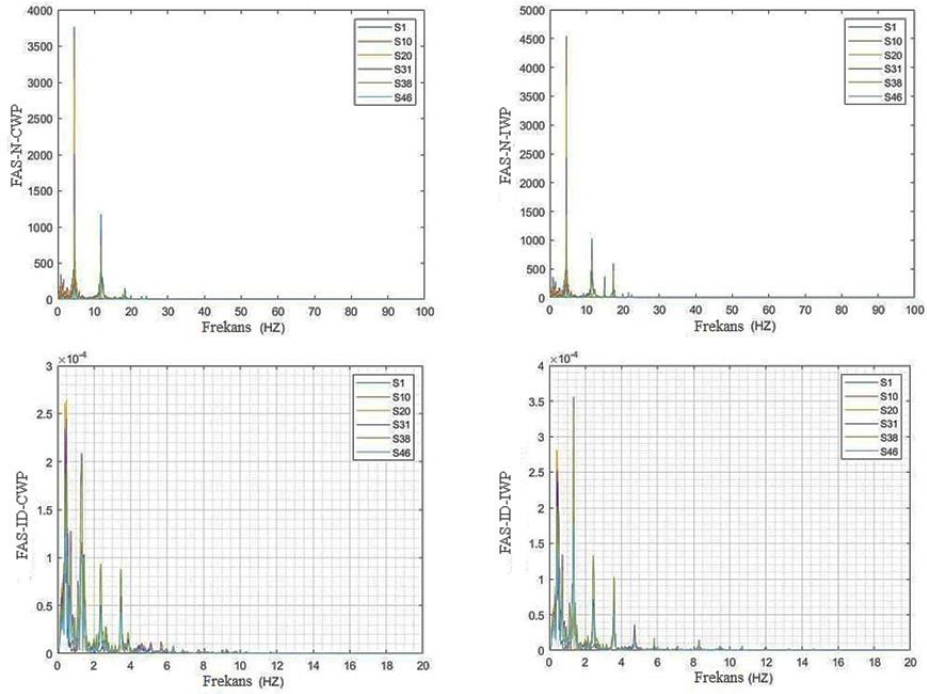 FAS-N-CWP
4000
3500
3000
2500
2000
1500
1000
500
0
S1
S10
S20
S31
S38
S46
0 10 20 30 40 50 60 70 80 90 100
Frekans (HZ)
FAS-N-IWP
5000
4500
4000
3500
3000
2500
2000
1500
1000
500
0
S1
S10
S20
S31
S38
S46
0 10 20 30 40 50 60 70 80 90 100
Frekans (HZ)
FAS-ID-CWP
×10⁻⁴
3
2.5
2
1.5
1
0.5
0
S1
S10
S20
S31
S38
S46
0 2 4 6 8 10 12 14 16 18 20
Frekans (HZ)
FAS-ID-IWP
×10⁻⁴
4
3.5
3
2.5
2
1.5
1
0.5
0
S1
S10
S20
S31
S38
S46
0 2 4 6 8 10 12 14 16 18 20
Frekans (HZ)